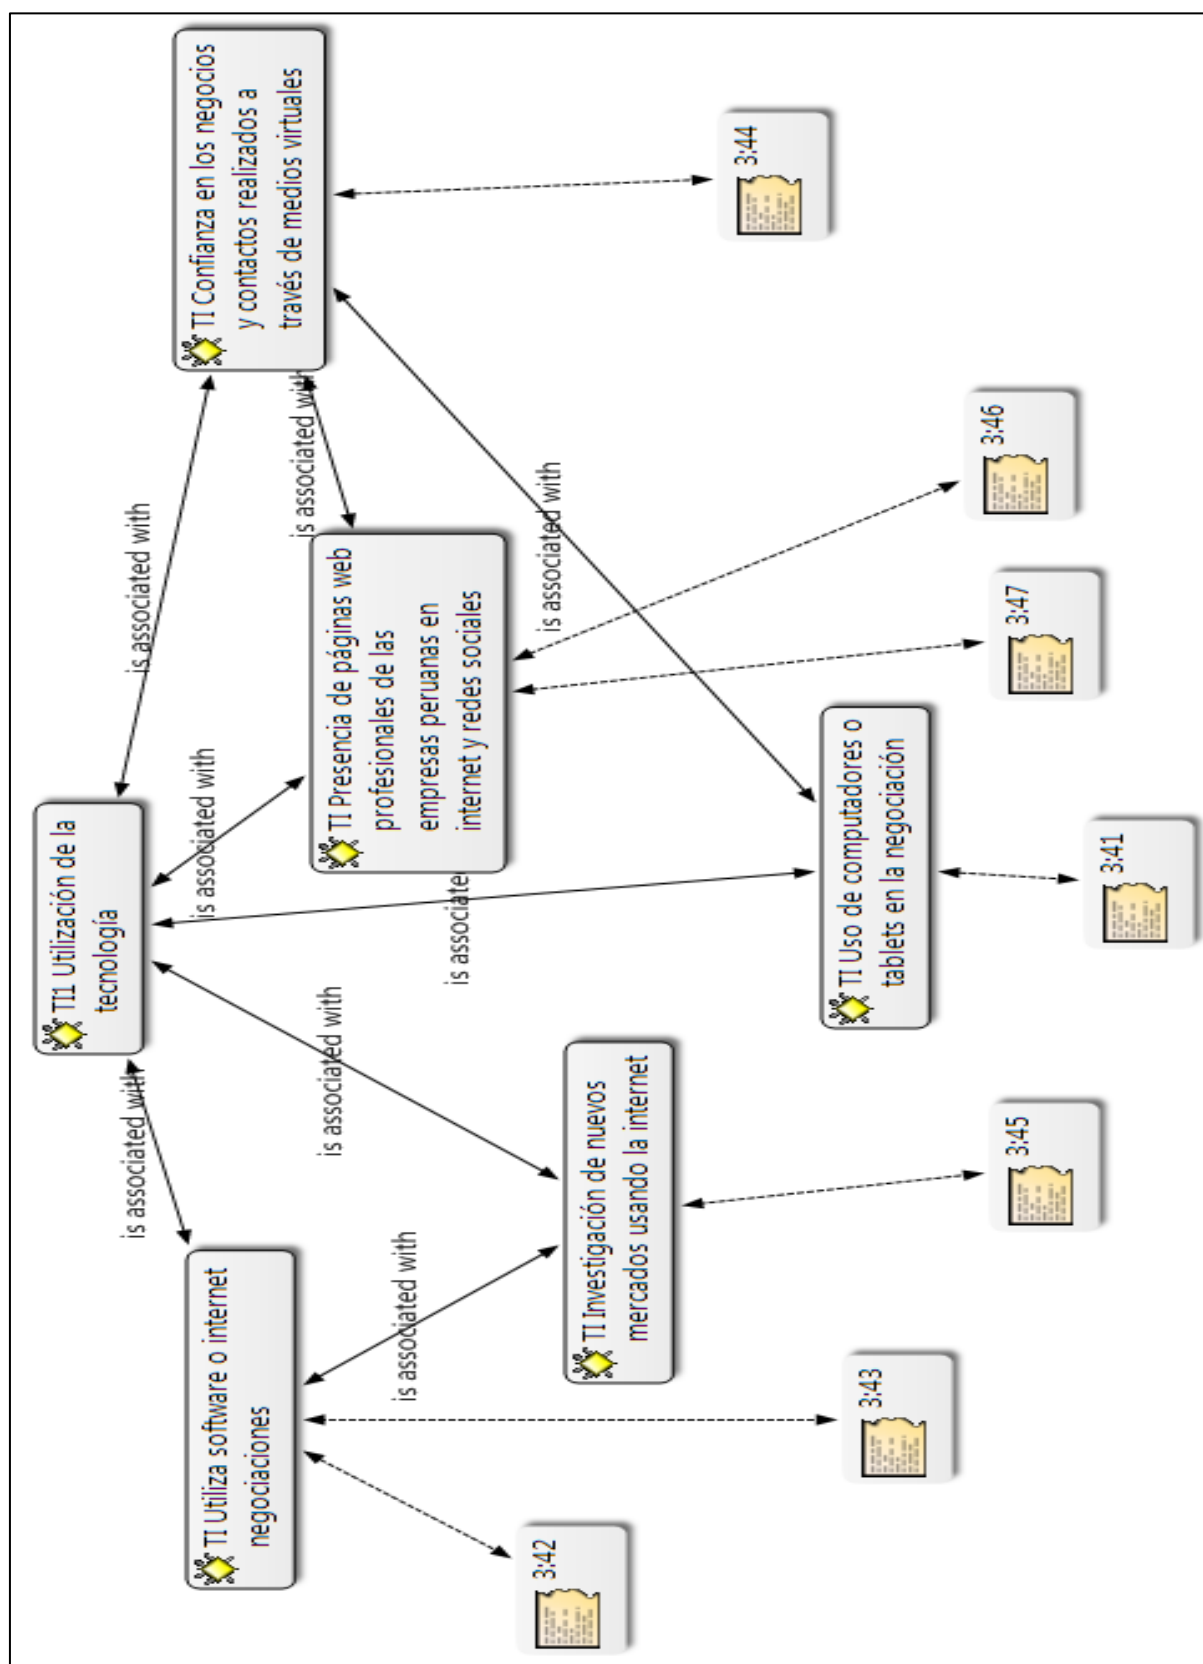 TI1 Utilización de la
tecnología
is associated with
is associated with
is associated with
is associated
is associated with
TI Utiliza software o internet
negociaciones
TI Confianza en los negocios
y contactos realizados a
través de medios virtuales
is associated with
TI Presencia de páginas web
profesionales de las
empresas peruanas en
internet y redes sociales
is associated with
is associated with
TI Investigación de nuevos
mercados usando la internet
TI Uso de computadores o
tablets en la negociación
3:42
3:43
3:45
3:41
3:47
3:46
3:44